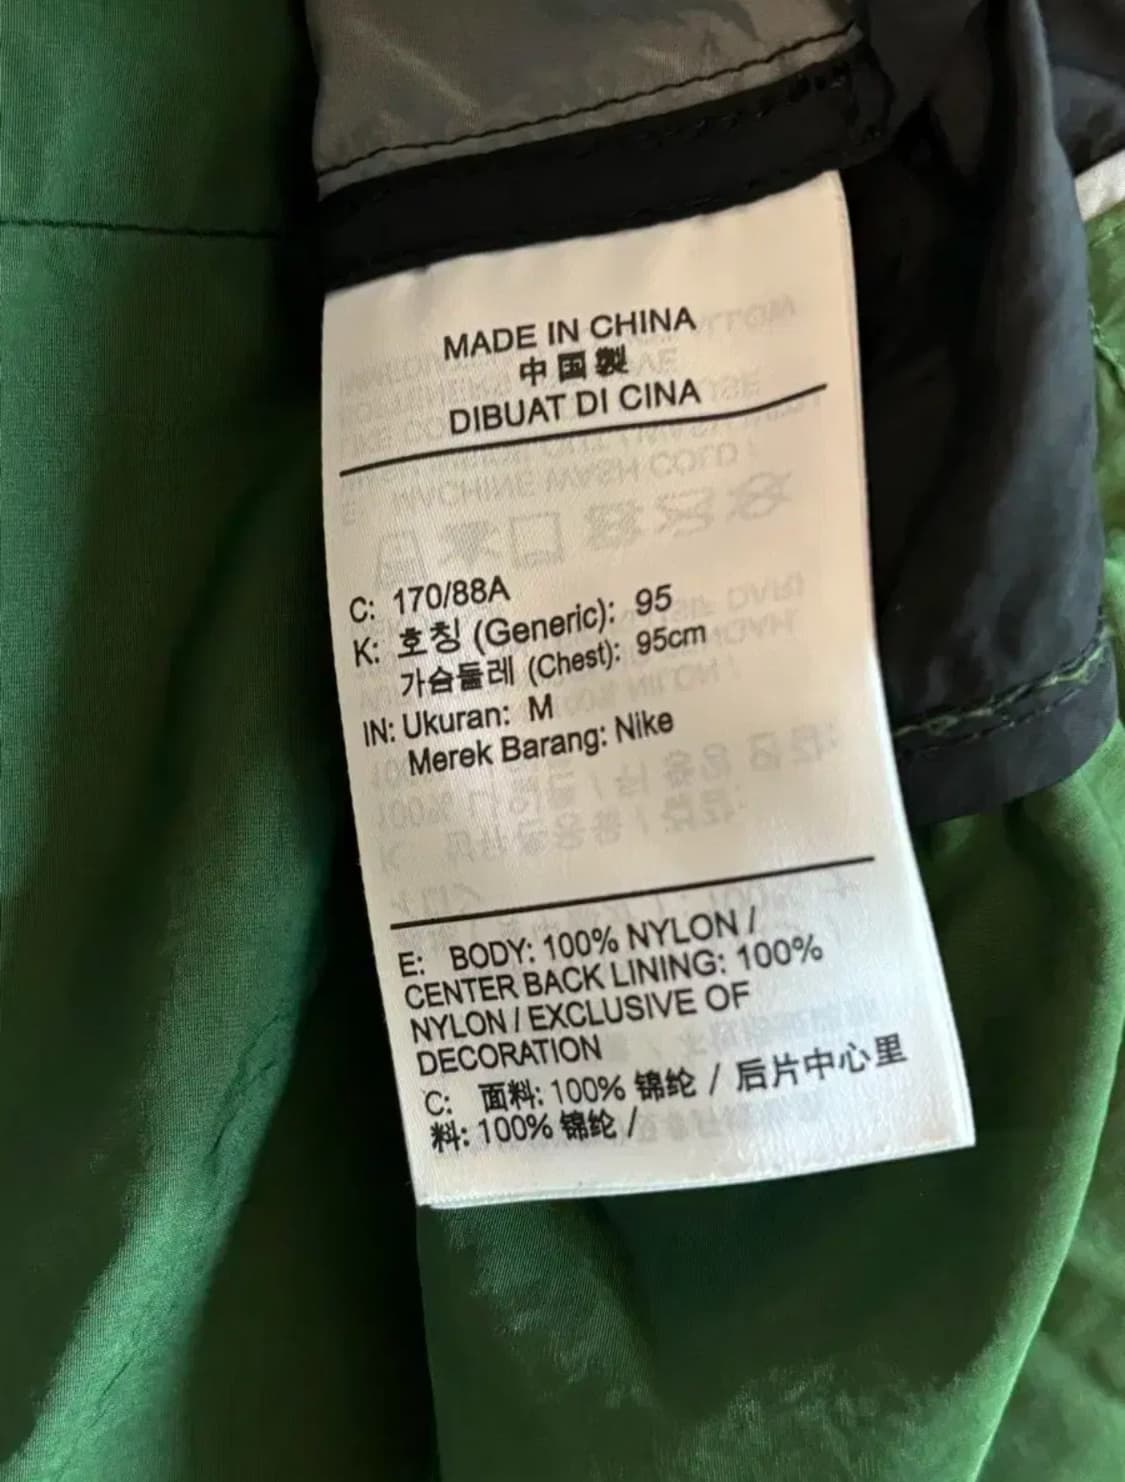 MADE IN CHINA
中国製
DIBUAT DI CINA
C: 170/88A
K: 호칭 (Generic): 95
가슴둘레 (Chest): 95cm
IN: Ukuran: M
Merek Barang: Nike
E: BODY: 100% NYLON /
CENTER BACK LINING: 100%
NYLON / EXCLUSIVE OF
DECORATION
C: 面料: 100% 锦纶 / 后片中心里
料: 100% 锦纶 /